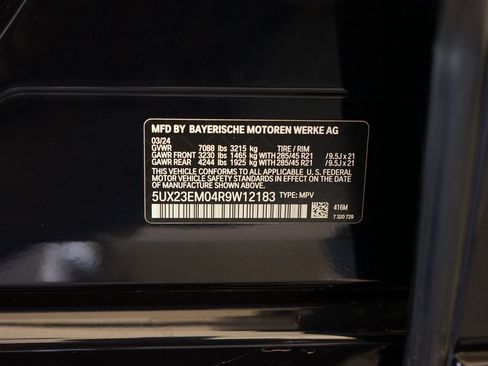 MFD BY BAYERISCHE MOTOREN WERKE AG
03/24
GVWR 7088 lbs 3215 kg TIRE / RIM
GAWR FRONT 3230 lbs 1465 kg WITH 285/45 R21 / 9.5J x 21
GAWR REAR 4244 lbs 1925 kg WITH 285/45 R21 / 9.5J x 21
THIS VEHICLE CONFORMS TO ALL APPLICABLE U. S. FEDERAL
MOTOR VEHICLE SAFETY STANDARDS IN EFFECT ON THE DATE
OF MANUFACTURE SHOWN ABOVE.
5UX23EM04R9W12183 TYPE: MPV
416M
7 320 729